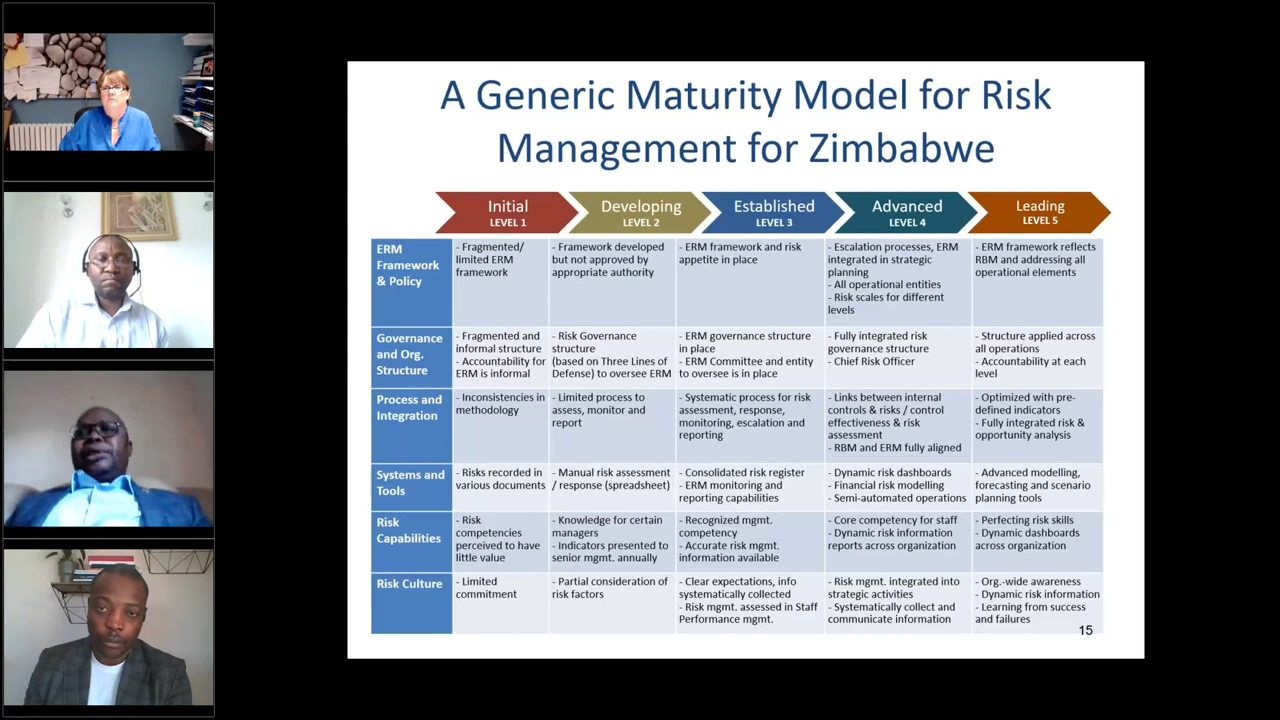 A Generic Maturity Model for Risk
Management for Zimbabwe
Initial
LEVEL 1
Developing
LEVEL 2
Established
LEVEL 3
Advanced
LEVEL 4
Leading
LEVEL 5
ERM
Framework
& Policy
- Fragmented/
limited ERM
framework
- Framework developed
but not approved by
appropriate authority
- ERM framework and risk
appetite in place
- Escalation processes, ERM
integrated in strategic
planning
- All operational entities
- Risk scales for different
levels
- ERM framework reflects
RBM and addressing all
operational elements
Governance
and Org.
Structure
- Fragmented and
informal structure
- Accountability for
ERM is informal
- Risk Governance
structure
(based on Three Lines of
Defense) to oversee ERM
- ERM governance structure
in place
- ERM Committee and entity
to oversee is in place
- Fully integrated risk
governance structure
- Chief Risk Officer
- Structure applied across
all operations
- Accountability at each
level
Process and
Integration
- Inconsistencies in
methodology
- Limited process to
assess, monitor and
report
- Systematic process for risk
assessment, response,
monitoring, escalation and
reporting
- Links between internal
controls & risks / control
effectiveness & risk
assessment
- RBM and ERM fully aligned
- Optimized with pre-
defined indicators
- Fully integrated risk &
opportunity analysis
Systems and
Tools
- Risks recorded in
various documents
- Manual risk assessment
/ response (spreadsheet)
- Consolidated risk register
- ERM monitoring and
reporting capabilities
- Dynamic risk dashboards
- Financial risk modelling
- Semi-automated operations
- Advanced modelling,
forecasting and scenario
planning tools
Risk
Capabilities
- Risk
competencies
perceived to have
little value
- Knowledge for certain
managers
- Indicators presented to
senior mgmt. annually
- Recognized mgmt.
competency
- Accurate risk mgmt.
information available
- Core competency for staff
- Dynamic risk information
reports across organization
- Perfecting risk skills
- Dynamic dashboards
across organization
Risk Culture
- Limited
commitment
- Partial consideration of
risk factors
- Clear expectations, info
systematically collected
- Risk mgmt. assessed in Staff
Performance mgmt.
- Risk mgmt. integrated into
strategic activities
- Systematically collect and
communicate information
- Org.-wide awareness
- Dynamic risk information
- Learning from success
and failures
15